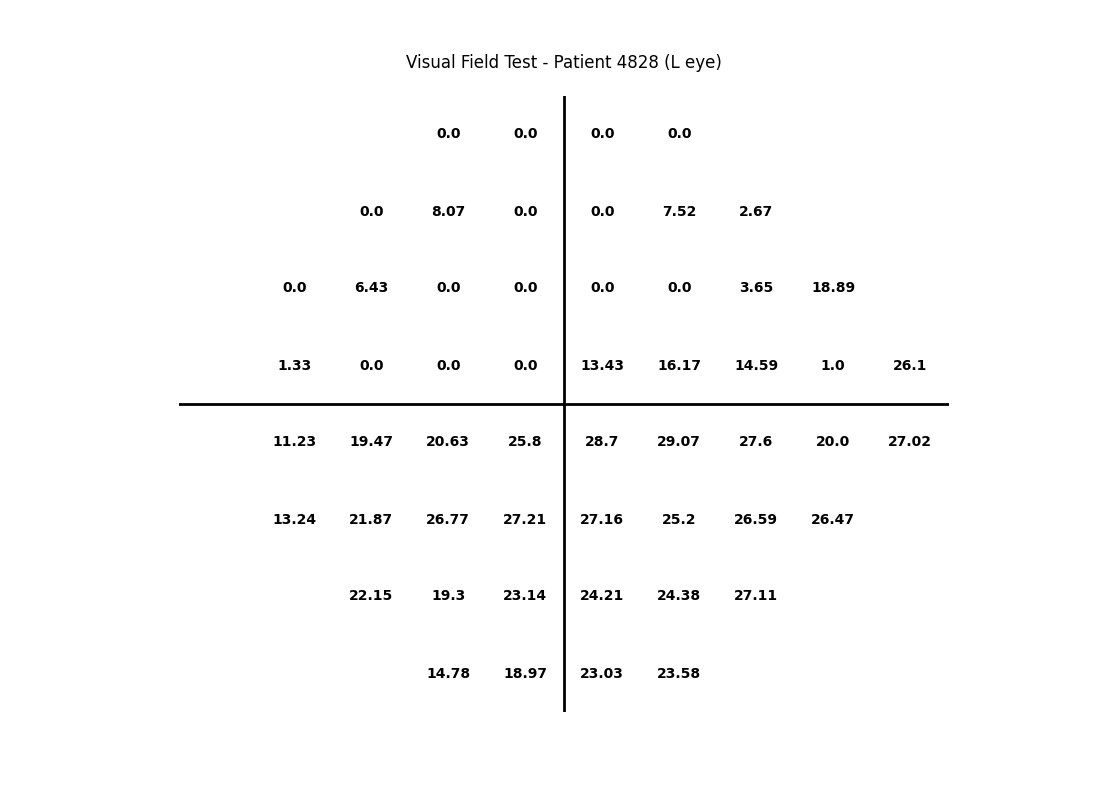 Visual Field Test - Patient 4828 (L eye)
0.0 0.0 0.0 0.0
0.0 8.07 0.0 0.0 7.52 2.67
0.0 6.43 0.0 0.0 0.0 0.0 3.65 18.89
1.33 0.0 0.0 0.0 13.43 16.17 14.59 1.0 26.1
11.23 19.47 20.63 25.8 28.7 29.07 27.6 20.0 27.02
13.24 21.87 26.77 27.21 27.16 25.2 26.59 26.47
22.15 19.3 23.14 24.21 24.38 27.11
14.78 18.97 23.03 23.58